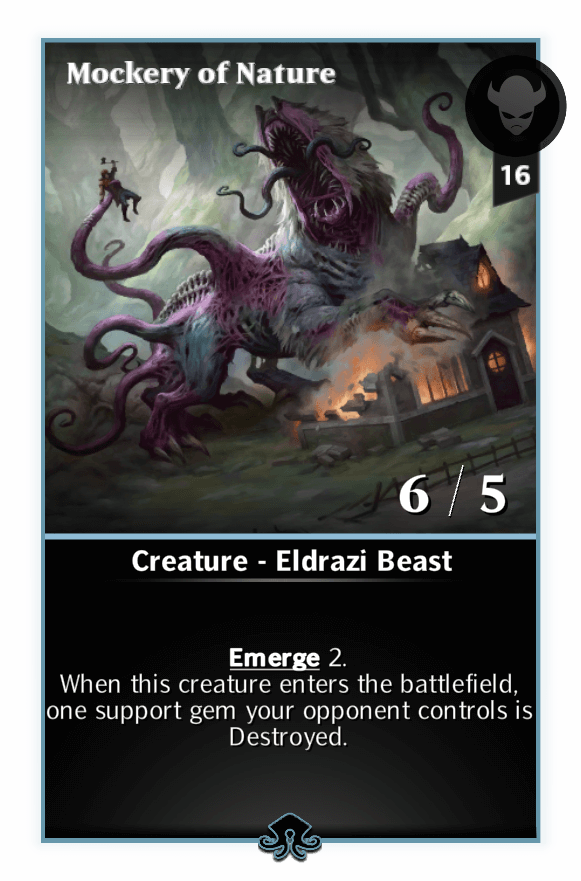 Mockery of Nature
16
6 / 5
Creature - Eldrazi Beast
Emerge 2.
When this creature enters the battlefield,
one support gem your opponent controls is
Destroyed.